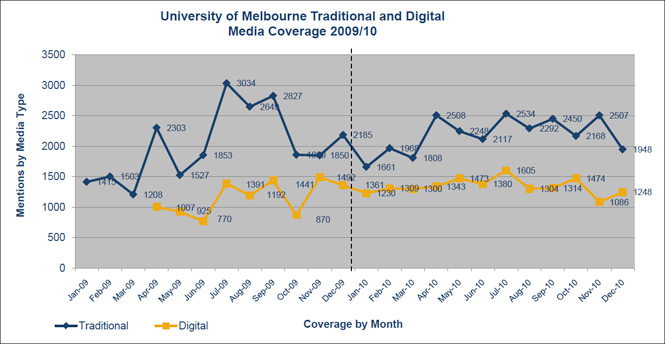 University of Melbourne Traditional and Digital
Media Coverage 2009/10
Mentions by Media Type
3500
3000
2500
2000
1500
1000
500
0
1503
1208
2303
1527
1853
3034
2649
2827
1850
2185
1661
1968
1808
2508
2248
2117
2534
2292
2450
2168
2507
1948
1007
925
770
1391
1192
1441
870
1492
1361
1230
1309
1300
1343
1473
1380
1605
1304
1314
1474
1086
1248
Jan-09
Feb-09
Mar-09
Apr-09
May-09
Jun-09
Jul-09
Aug-09
Sep-09
Oct-09
Nov-09
Dec-09
Jan-10
Feb-10
Mar-10
Apr-10
May-10
Jun-10
Jul-10
Aug-10
Sep-10
Oct-10
Nov-10
Dec-10
Traditional
Digital
Coverage by Month